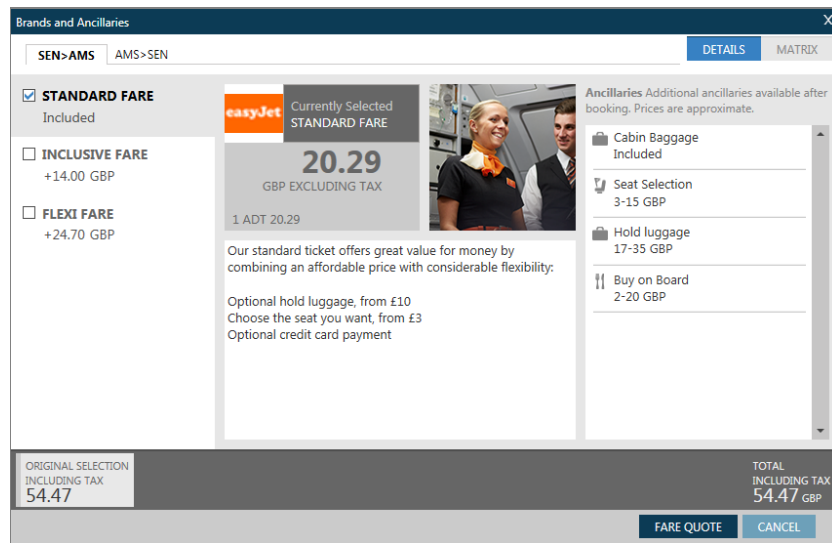 Brands and Ancillaries
X
SEN>AMS
AMS>SEN
DETAILS
MATRIX
STANDARD FARE
Included
INCLUSIVE FARE
+14.00 GBP
FLEXI FARE
+24.70 GBP
easyJet
Currently Selected
STANDARD FARE
20.29
GBP EXCLUDING TAX
1 ADT 20.29
Our standard ticket offers great value for money by
combining an affordable price with considerable flexibility:
Optional hold luggage, from £10
Choose the seat you want, from £3
Optional credit card payment
Ancillaries Additional ancillaries available after
booking. Prices are approximate.
Cabin Baggage
Included
Seat Selection
3-15 GBP
Hold luggage
17-35 GBP
Buy on Board
2-20 GBP
ORIGINAL SELECTION
INCLUDING TAX
54.47
TOTAL
INCLUDING TAX
54.47 GBP
FARE QUOTE
CANCEL